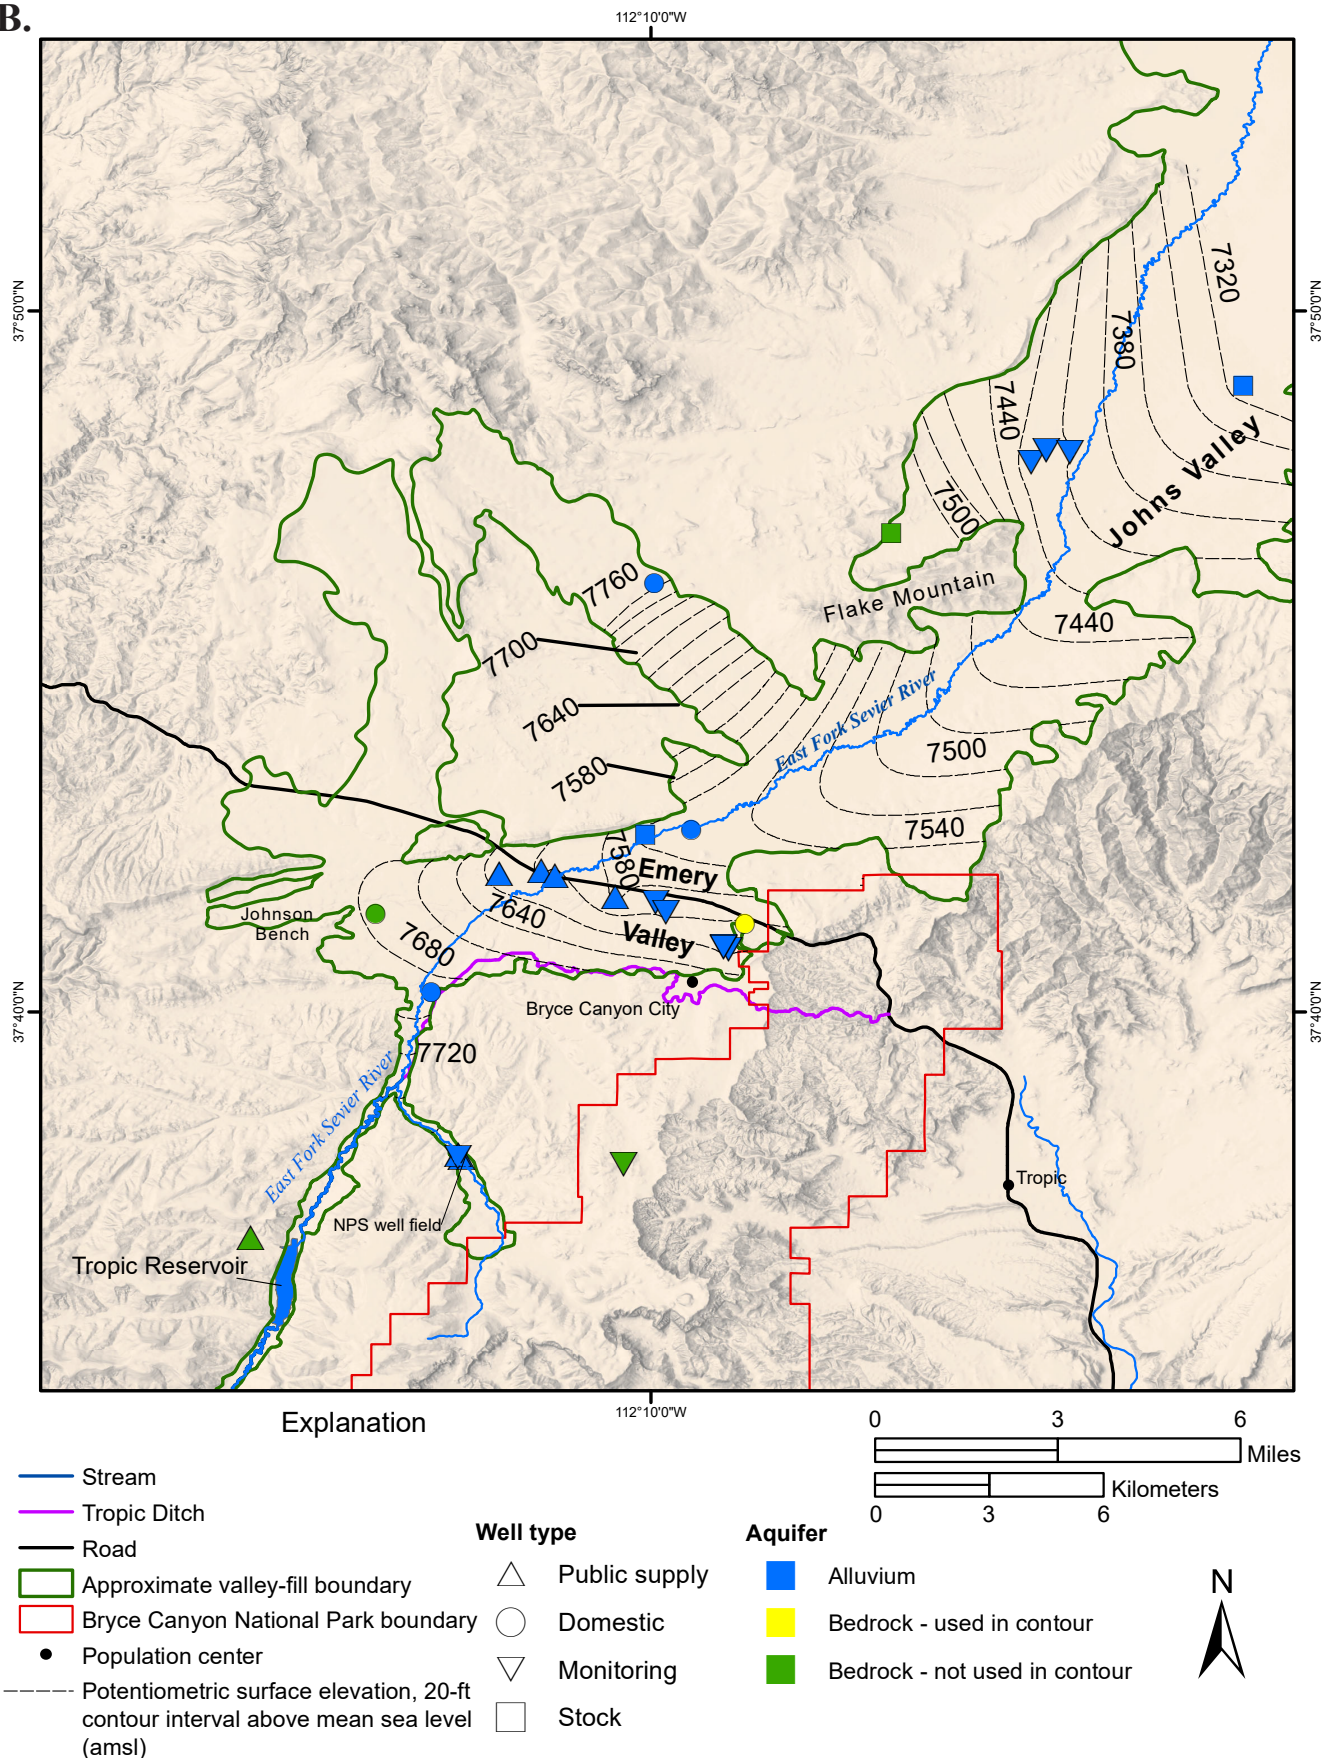 B.
112°10'0"W
37°50'0"N
37°50'0"N
7320
7380
7440
Johns Valley
7500
Flake Mountain
7760
7440
7700
East Fork Sevier River
7640
7500
7580
7540
7580
Emery
7640
Johnson
Bench
Valley
7680
Bryce Canyon City
37°40'0"N
37°40'0"N
7720
East Fork Sevier River
Tropic
NPS well field
Tropic Reservoir
112°10'0"W
Explanation
0 3 6
Miles
Kilometers
0 3 6
Stream
Tropic Ditch
Road
Approximate valley-fill boundary
Bryce Canyon National Park boundary
Population center
Potentiometric surface elevation, 20-ft
contour interval above mean sea level
(amsl)
Well type
Public supply
Domestic
Monitoring
Stock
Aquifer
Alluvium
Bedrock - used in contour
Bedrock - not used in contour
N